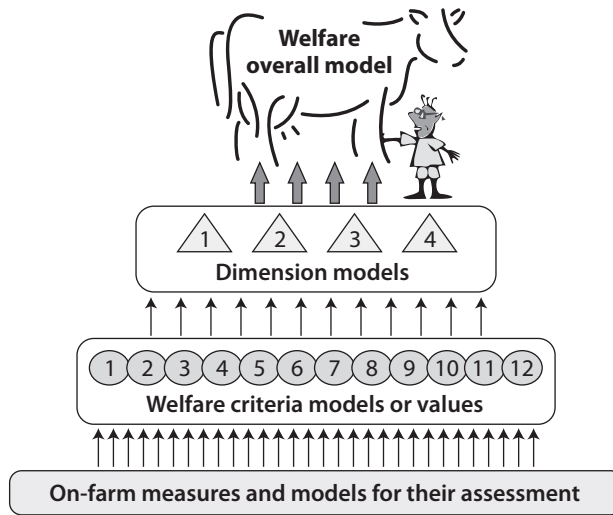 Welfare
overall model
1 2 3 4
Dimension models
1 2 3 4 5 6 7 8 9 10 11 12
Welfare criteria models or values
On-farm measures and models for their assessment